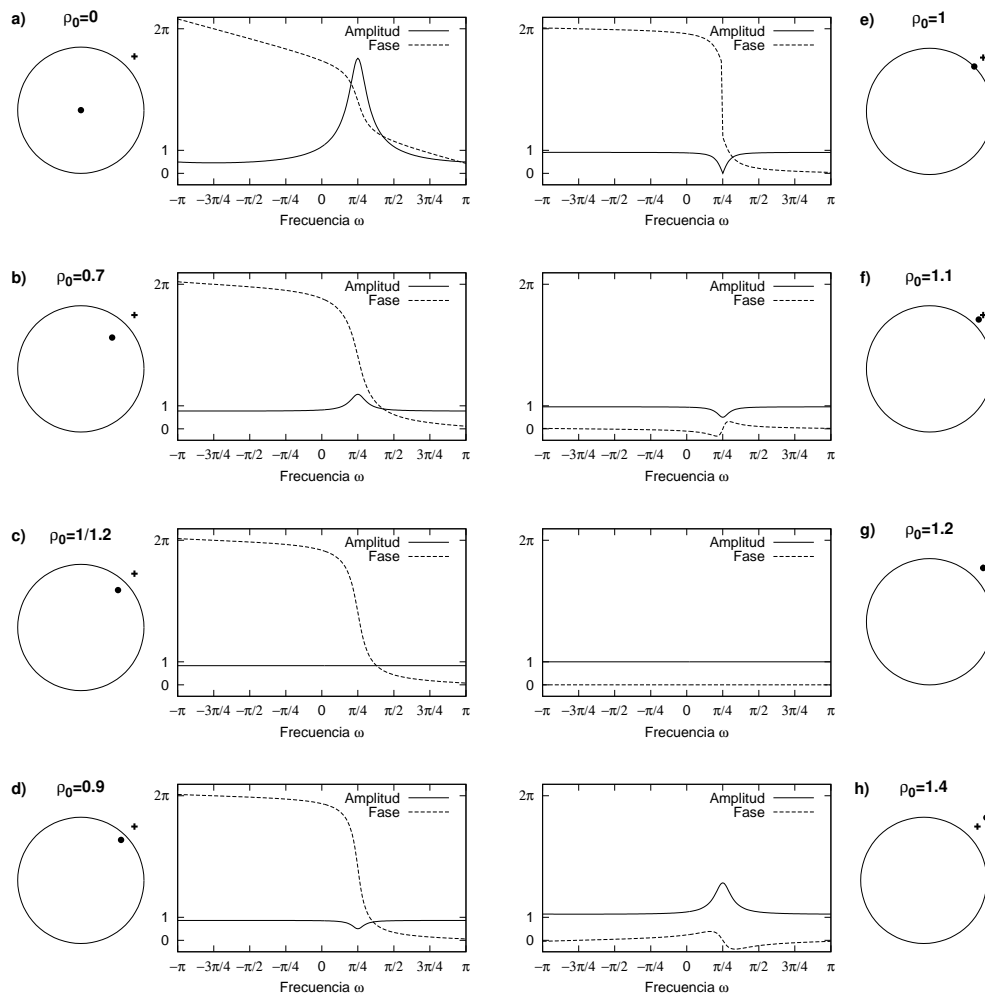 a) ρ0=0
2π
1
0
Amplitud
Fase
−π −3π/4 −π/2 −π/4 0 π/4 π/2 3π/4 π
Frecuencia ω
e) ρ0=1
2π
1
0
Amplitud
Fase
−π −3π/4 −π/2 −π/4 0 π/4 π/2 3π/4 π
Frecuencia ω
b) ρ0=0.7
2π
1
0
Amplitud
Fase
−π −3π/4 −π/2 −π/4 0 π/4 π/2 3π/4 π
Frecuencia ω
f) ρ0=1.1
2π
1
0
Amplitud
Fase
−π −3π/4 −π/2 −π/4 0 π/4 π/2 3π/4 π
Frecuencia ω
c) ρ0=1/1.2
2π
1
0
Amplitud
Fase
−π −3π/4 −π/2 −π/4 0 π/4 π/2 3π/4 π
Frecuencia ω
g) ρ0=1.2
2π
1
0
Amplitud
Fase
−π −3π/4 −π/2 −π/4 0 π/4 π/2 3π/4 π
Frecuencia ω
d) ρ0=0.9
2π
1
0
Amplitud
Fase
−π −3π/4 −π/2 −π/4 0 π/4 π/2 3π/4 π
Frecuencia ω
h) ρ0=1.4
2π
1
0
Amplitud
Fase
−π −3π/4 −π/2 −π/4 0 π/4 π/2 3π/4 π
Frecuencia ω